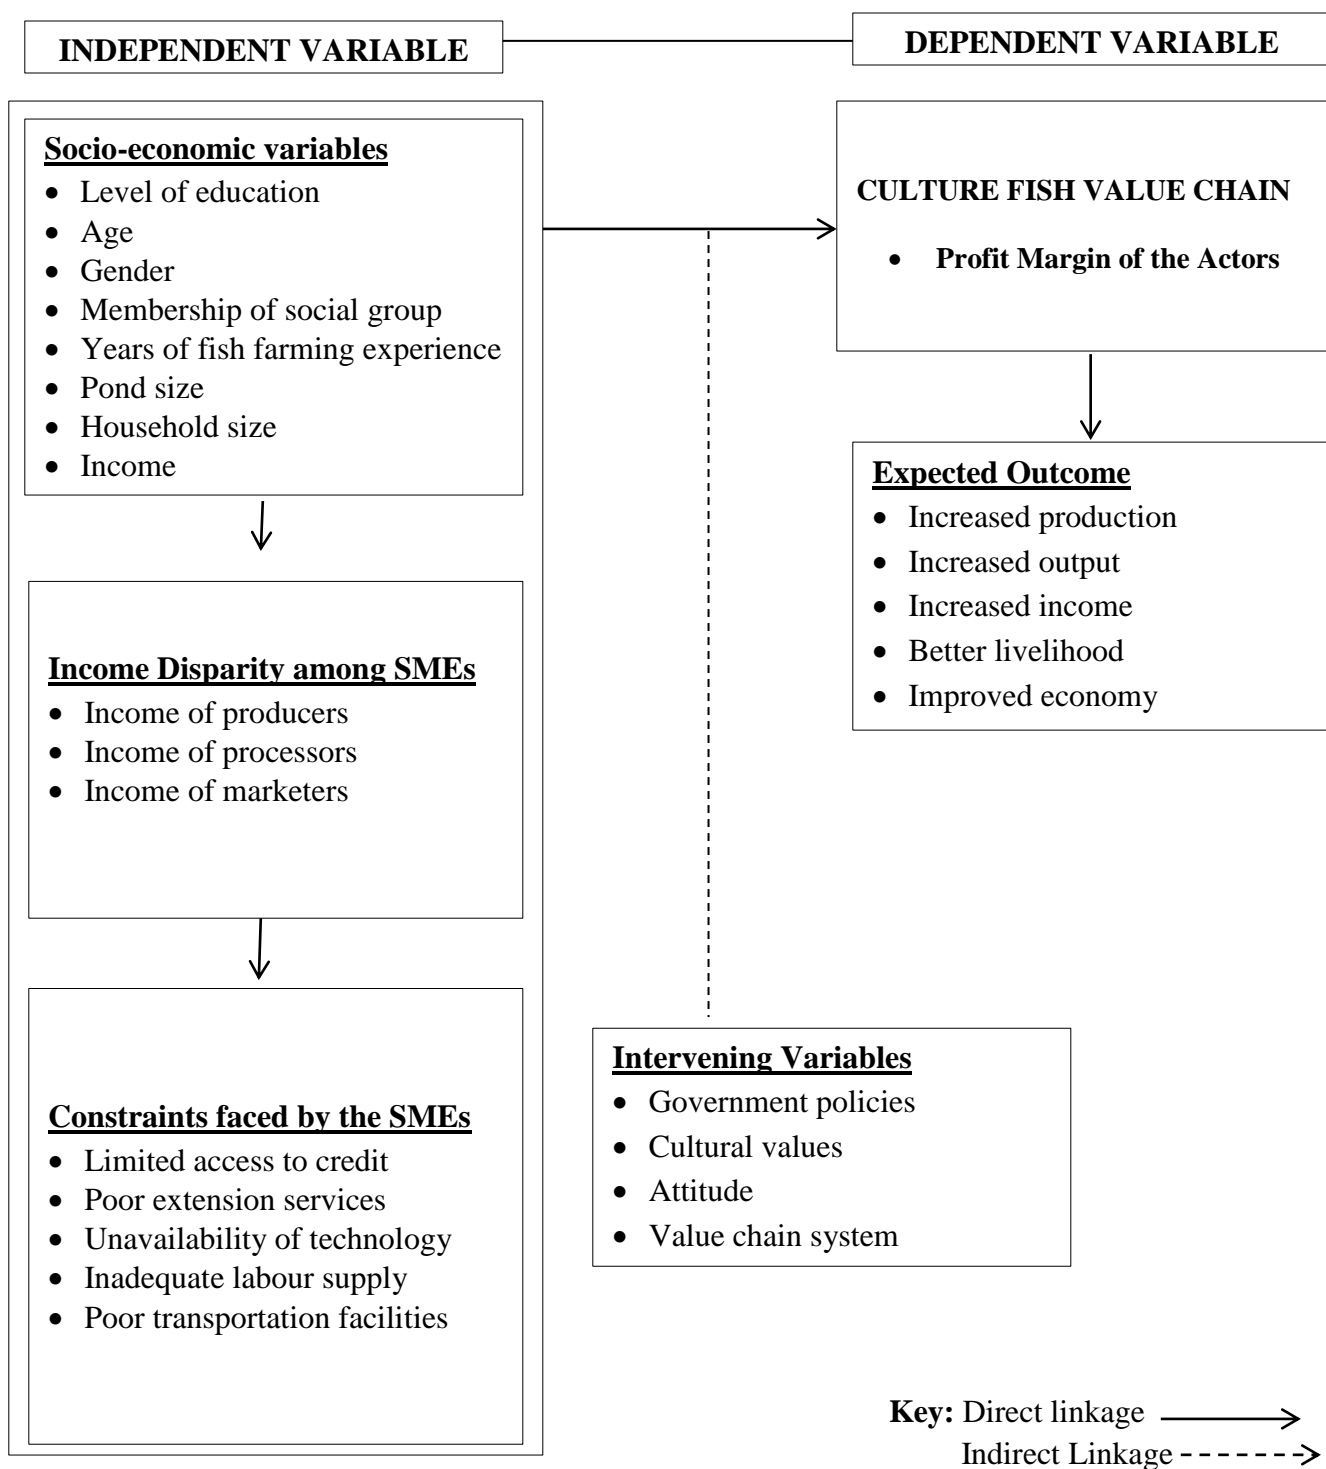 INDEPENDENT VARIABLE
DEPENDENT VARIABLE
Socio-economic variables
• Level of education
• Age
• Gender
• Membership of social group
• Years of fish farming experience
• Pond size
• Household size
• Income
Income Disparity among SMEs
• Income of producers
• Income of processors
• Income of marketers
Constraints faced by the SMEs
• Limited access to credit
• Poor extension services
• Unavailability of technology
• Inadequate labour supply
• Poor transportation facilities
CULTURE FISH VALUE CHAIN
• Profit Margin of the Actors
Expected Outcome
• Increased production
• Increased output
• Increased income
• Better livelihood
• Improved economy
Intervening Variables
• Government policies
• Cultural values
• Attitude
• Value chain system
Key: Direct linkage
Indirect Linkage